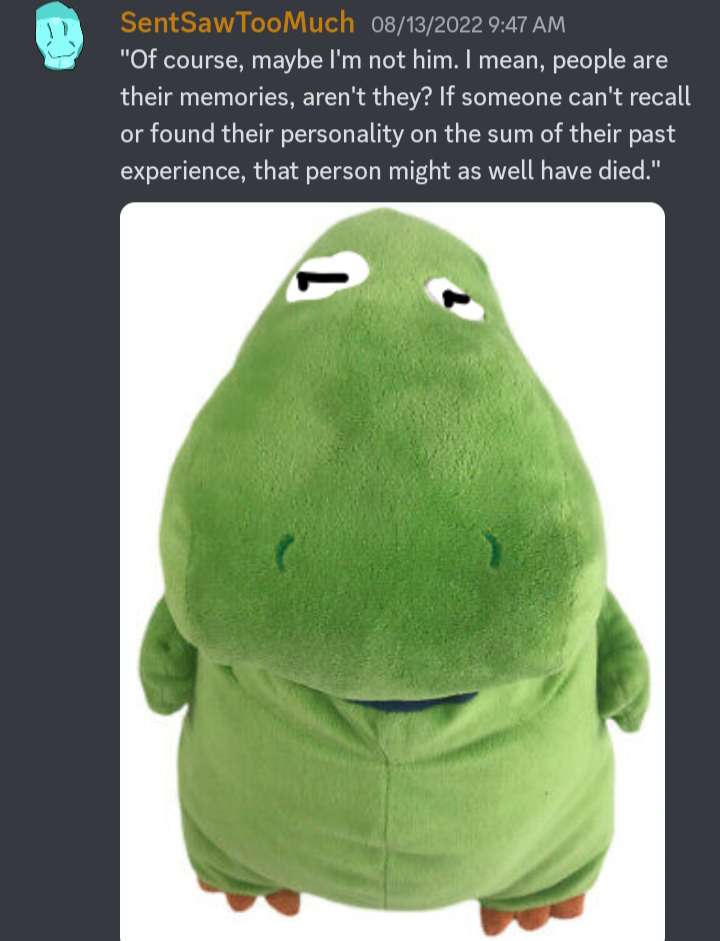 SentSawTooMuch 08/13/2022 9:47 AM
"Of course, maybe I'm not him. I mean, people are
their memories, aren't they? If someone can't recall
or found their personality on the sum of their past
experience, that person might as well have died."